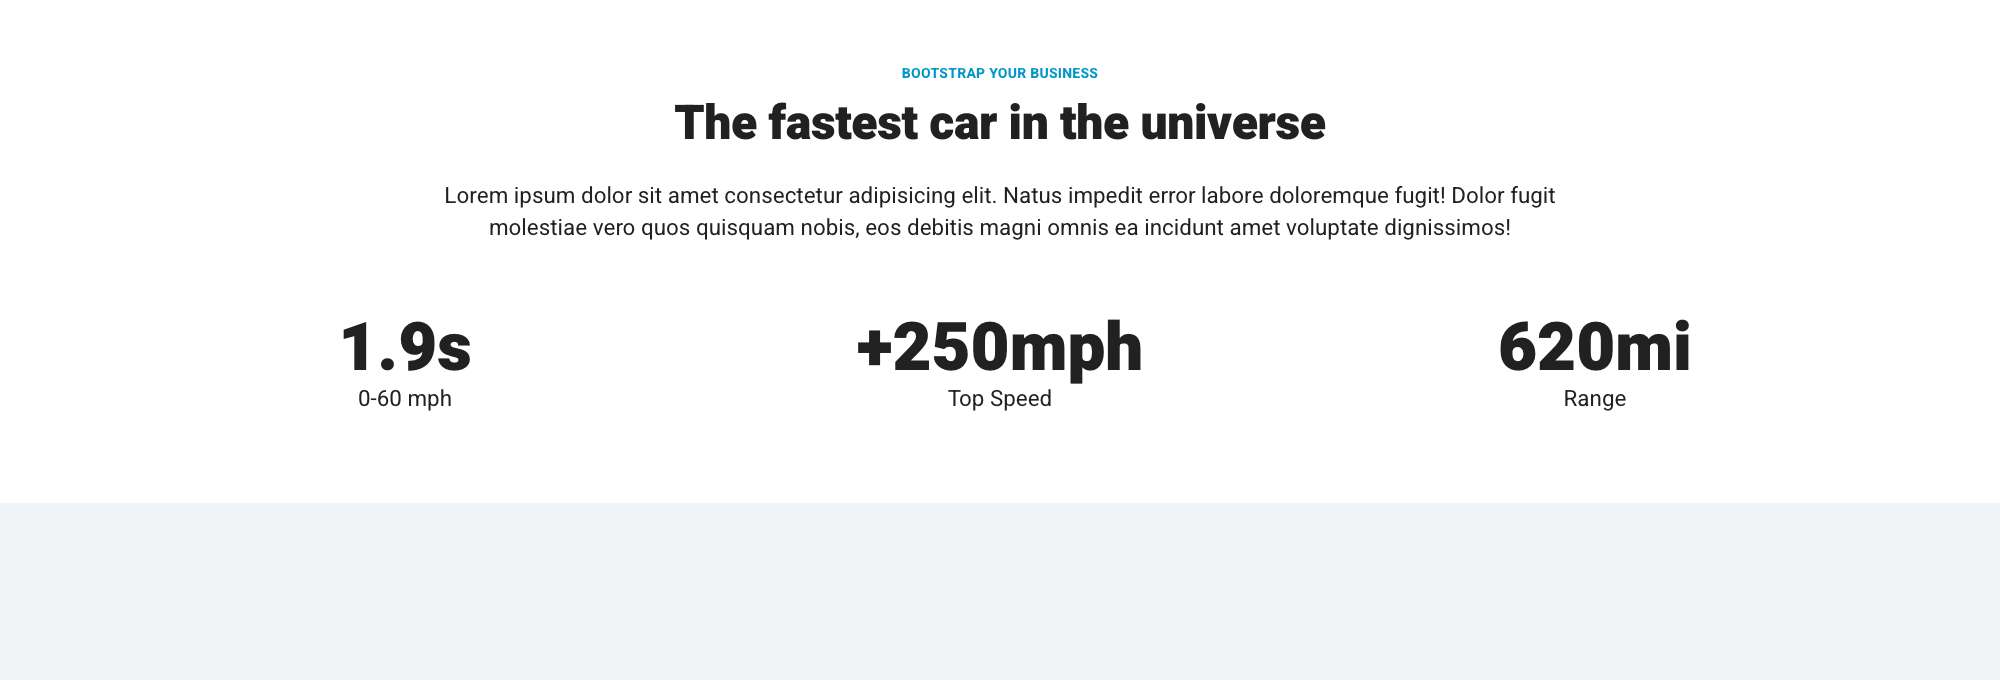 BOOTSTRAP YOUR BUSINESS
The fastest car in the universe
Lorem ipsum dolor sit amet consectetur adipisicing elit. Natus impedit error labore doloremque fugit! Dolor fugit
molestiae vero quos quisquam nobis, eos debitis magni omnis ea incidunt amet voluptate dignissimos!
1.9s
0-60 mph
+250mph
Top Speed
620mi
Range